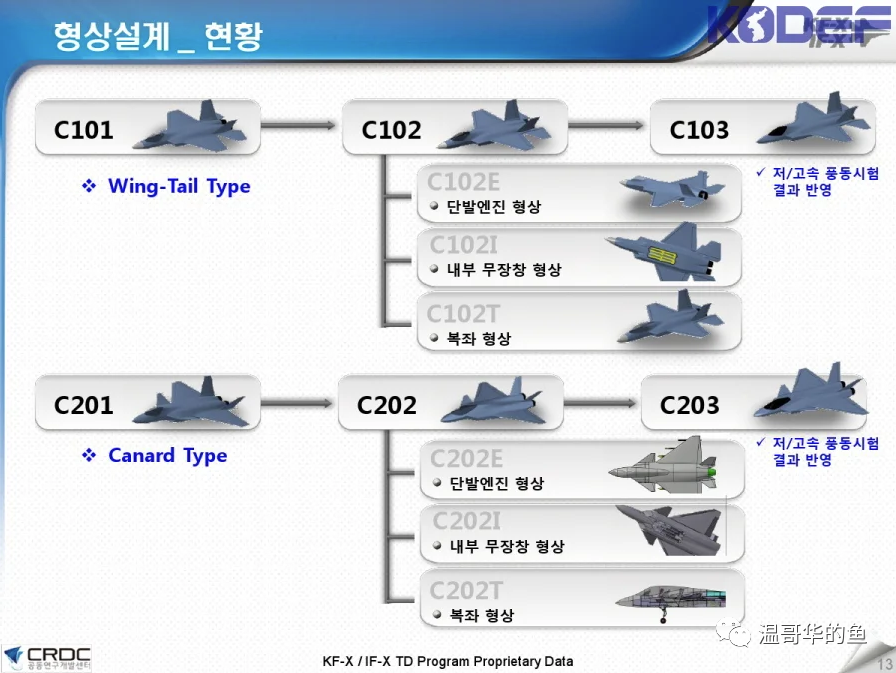 형상설계 _ 현황
KODEF
KF-X
IF-X
C101
C102
C103
❖ Wing-Tail Type
✓ 저/고속 풍동시험
결과 반영
C102E
단발엔진 형상
C102I
내부 무장창 형상
C102T
복좌 형상
C201
C202
C203
❖ Canard Type
✓ 저/고속 풍동시험
결과 반영
C202E
단발엔진 형상
C202I
내부 무장창 형상
C202T
복좌 형상
温哥华的鱼
CRDC
공동연구개발센터
KF-X / IF-X TD Program Proprietary Data
13